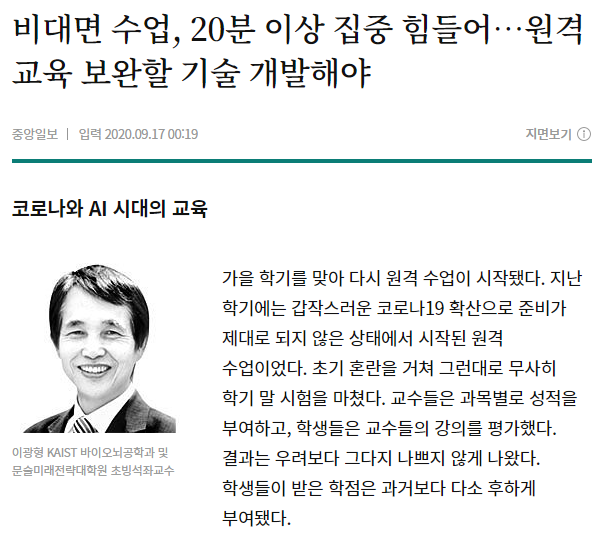 비대면 수업, 20분 이상 집중 힘들어…원격
교육 보완할 기술 개발해야
중앙일보 | 입력 2020.09.17 00:19
지면보기
코로나와 AI 시대의 교육
가을 학기를 맞아 다시 원격 수업이 시작됐다. 지난
학기에는 갑작스러운 코로나19 확산으로 준비가
제대로 되지 않은 상태에서 시작된 원격
수업이었다. 초기 혼란을 거쳐 그런대로 무사히
학기 말 시험을 마쳤다. 교수들은 과목별로 성적을
부여하고, 학생들은 교수들의 강의를 평가했다.
결과는 우려보다 그다지 나쁘지 않게 나왔다.
학생들이 받은 학점은 과거보다 다소 후하게
부여됐다.
이광형 KAIST 바이오뇌공학과 및
문술미래전략대학원 초빙석좌교수